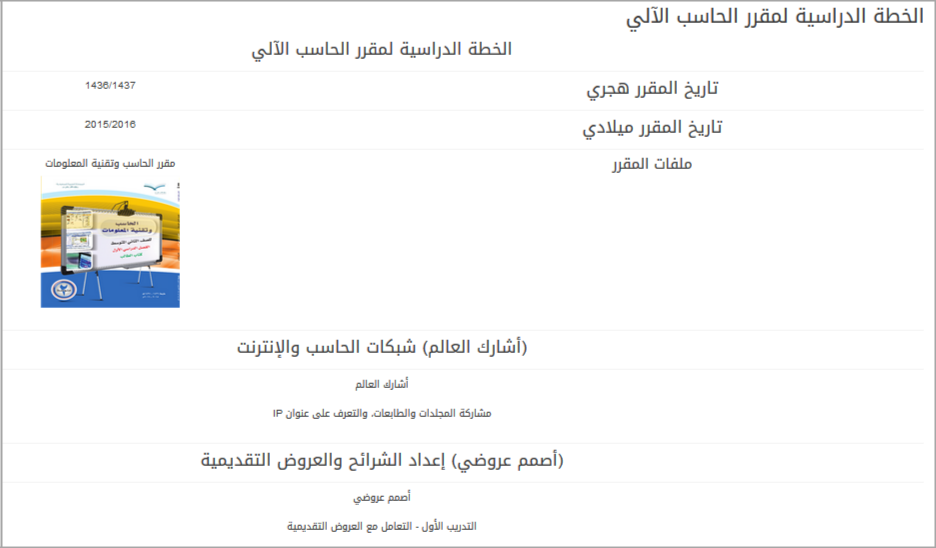 الخطة الدراسية لمقرر الحاسب الآلي
الخطة الدراسية لمقرر الحاسب الآلي
تاريخ المقرر هجري
1436/1437
تاريخ المقرر ميلادي
2015/2016
ملفات المقرر
مقرر الحاسب وتقنية المعلومات
الحاسب
وتقنية المعلومات
الصف الثاني المتوسط
الفصل الدراسي الأول
كتاب الطالب
(أشارك العالم) شبكات الحاسب والإنترنت
أشارك العالم
مشاركة المجلدات والطابعات، والتعرف على عنوان IP
(أصمم عروضي) إعداد الشرائح والعروض التقديمية
أصمم عروضي
التدريب الأول - التعامل مع العروض التقديمية